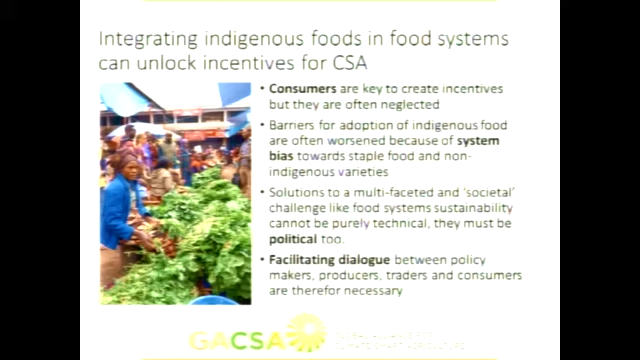 Integrating indigenous foods in food systems
can unlock incentives for CSA
• Consumers are key to create incentives
but they are often neglected
• Barriers for adoption of indigenous food
are often worsened because of system
bias towards staple food and non-
indigenous varieties
• Solutions to a multi-faceted and 'societal'
challenge like food systems sustainability
cannot be purely technical, they must be
political too.
• Facilitating dialogue between policy
makers, producers, traders and consumers
are therefor necessary
GACSA